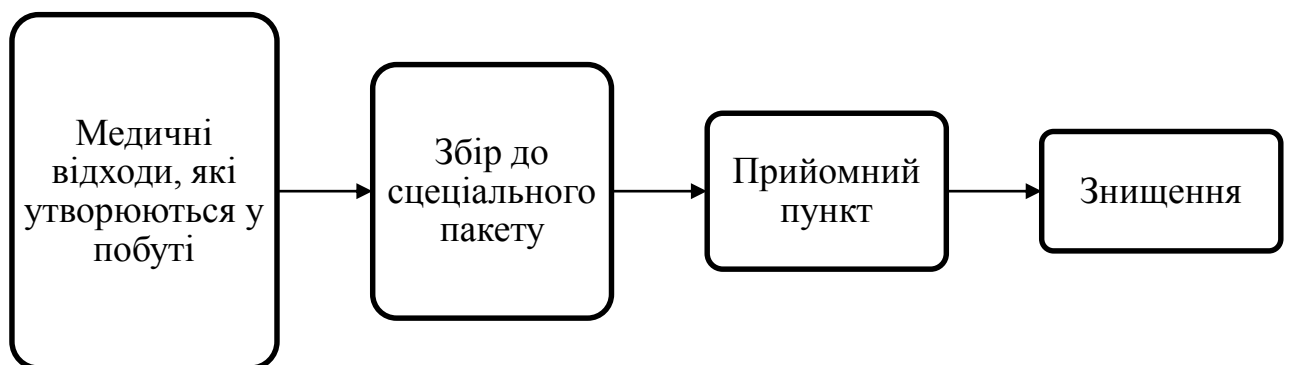 Медичні
відходи, які
утворюються у
побуті
Збір до
сцеціального
пакету
Прийомний
пункт
Знищення